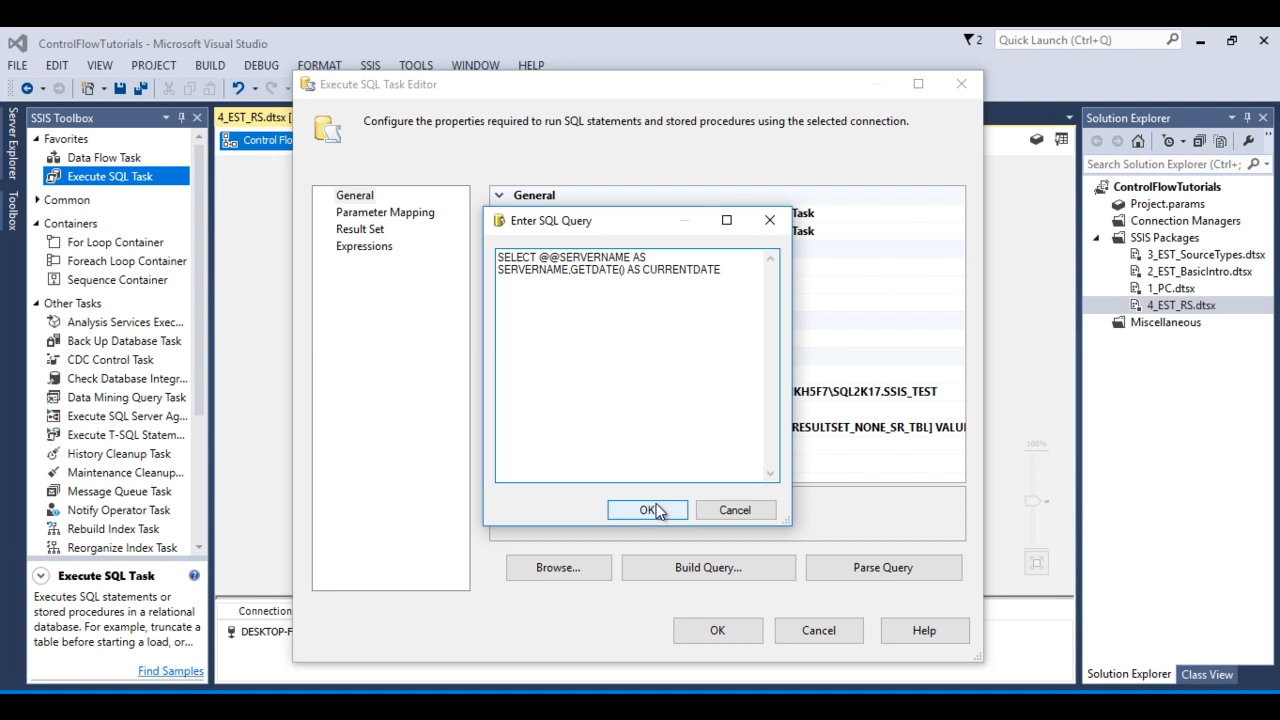 ControlFlowTutorials - Microsoft Visual Studio
2
Quick Launch (Ctrl+Q)
FILE EDIT VIEW PROJECT BUILD DEBUG FORMAT SSIS TOOLS WINDOW HELP
Server Explorer
Toolbox
SSIS Toolbox
Favorites
Data Flow Task
Execute SQL Task
Common
Containers
For Loop Container
Foreach Loop Container
Sequence Container
Other Tasks
Analysis Services Exec...
Back Up Database Task
CDC Control Task
Check Database Integr...
Data Mining Query Task
Execute SQL Server Ag...
Execute T-SQL Statem...
History Cleanup Task
Maintenance Cleanup...
Message Queue Task
Notify Operator Task
Rebuild Index Task
Reorganize Index Task
Execute SQL Task
Executes SQL statements or
stored procedures in a relational
database. For example, truncate a
table before starting a load, or...
Find Samples
4_EST_RS.dtsx [
Control Flo
Connection
DESKTOP-F
100%
Execute SQL Task Editor
Configure the properties required to run SQL statements and stored procedures using the selected connection.
General
Parameter Mapping
Result Set
Expressions
General
Task
Task
KH5F7\SQL2K17.SSIS_TEST
RESULTSET_NONE_SR_TBL] VALU
Enter SQL Query
SELECT @@SERVERNAME AS
SERVERNAME,GETDATE() AS CURRENTDATE
OK
Cancel
Browse...
Build Query...
Parse Query
OK
Cancel
Help
Solution Explorer
Search Solution Explorer (Ctrl+;
ControlFlowTutorials
Project.params
Connection Managers
SSIS Packages
3_EST_SourceTypes.dtsx
2_EST_BasicIntro.dtsx
1_PC.dtsx
4_EST_RS.dtsx
Miscellaneous
Solution Explorer
Class View